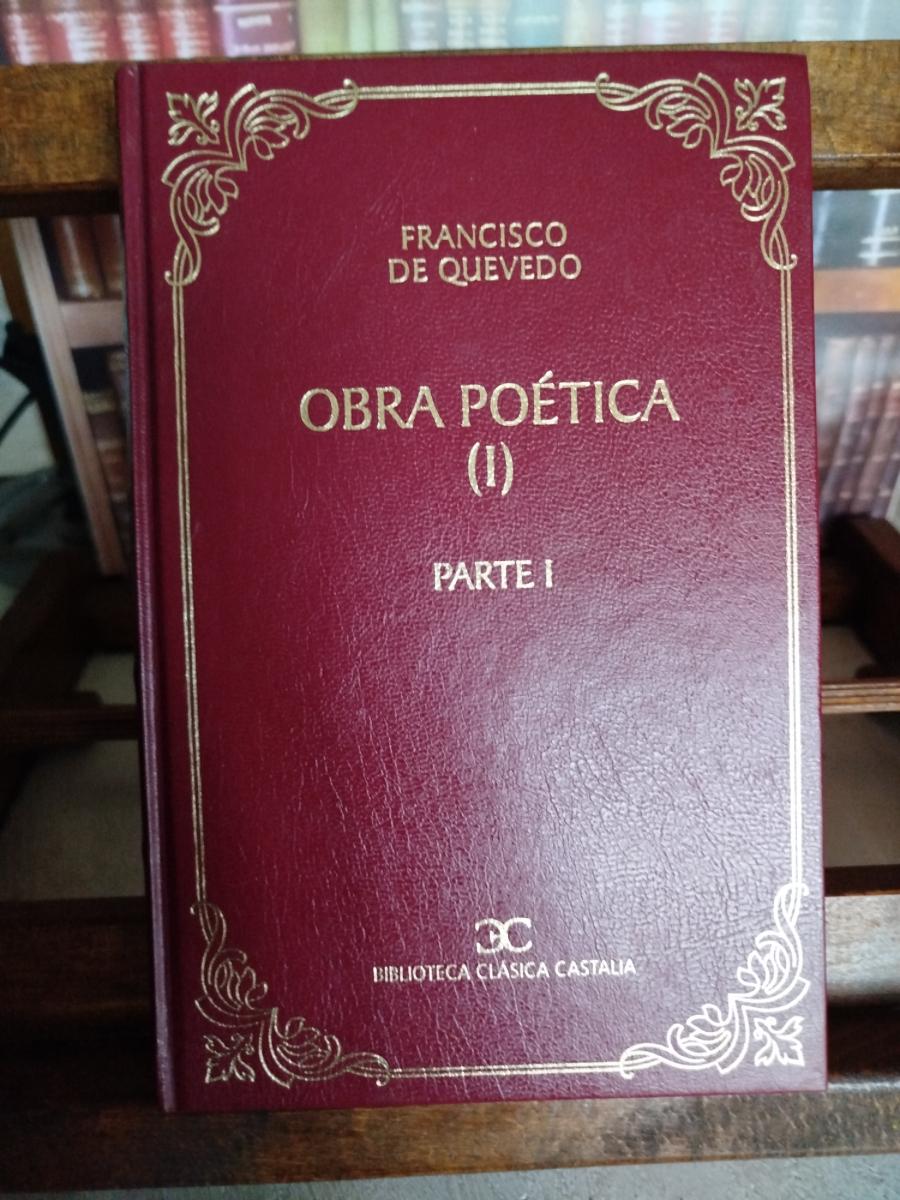 FRANCISCO
DE QUEVEDO
OBRA POÉTICA
(I)
PARTE I
BIBLIOTECA CLÁSICA CASTALIA